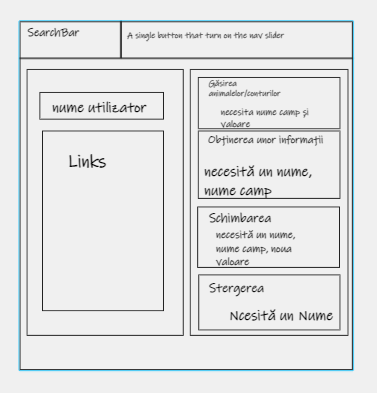 SearchBar
A single button that turn on the nav slider
nume utilizator
Links
Găsirea
animalelor/conturilor
necesita nume camp și
valoare
Obținerea unor informații
necesită un nume,
nume camp
Schimbarea
necesită un nume,
nume camp, noua
valoare
Stergerea
Ncesită un Nume